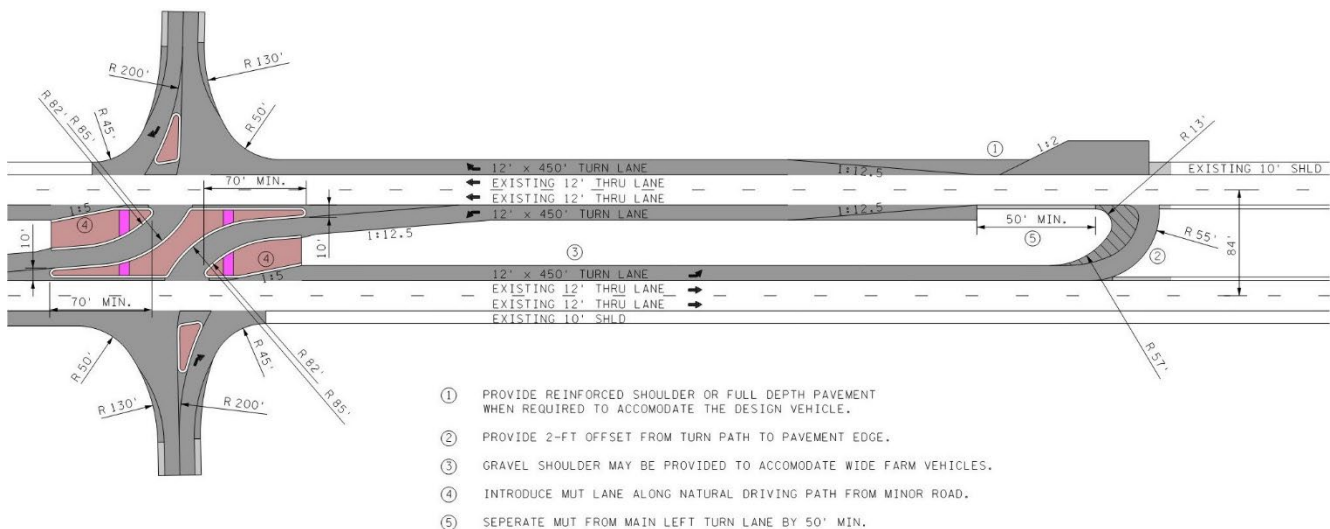 R 200'
R 130'
R 82'
R 85'
R 45'
R 50'
R 13'
1:2
①
12' x 450' TURN LANE
1:12.5
EXISTING 10' SHLD
70' MIN.
EXISTING 12' THRU LANE
EXISTING 12' THRU LANE
1:5
④
12' x 450' TURN LANE
1:12.5
50' MIN.
⑤
R 55'
10'
10'
1:12.5
④
③
②
84'
1:5
12' x 450' TURN LANE
70' MIN.
EXISTING 12' THRU LANE
EXISTING 12' THRU LANE
EXISTING 10' SHLD
R 57'
R 50'
R 45'
R 82'
R 85'
R 130'
R 200'
① PROVIDE REINFORCED SHOULDER OR FULL DEPTH PAVEMENT
WHEN REQUIRED TO ACCOMODATE THE DESIGN VEHICLE.
② PROVIDE 2-FT OFFSET FROM TURN PATH TO PAVEMENT EDGE.
③ GRAVEL SHOULDER MAY BE PROVIDED TO ACCOMODATE WIDE FARM VEHICLES.
④ INTRODUCE MUT LANE ALONG NATURAL DRIVING PATH FROM MINOR ROAD.
⑤ SEPERATE MUT FROM MAIN LEFT TURN LANE BY 50' MIN.